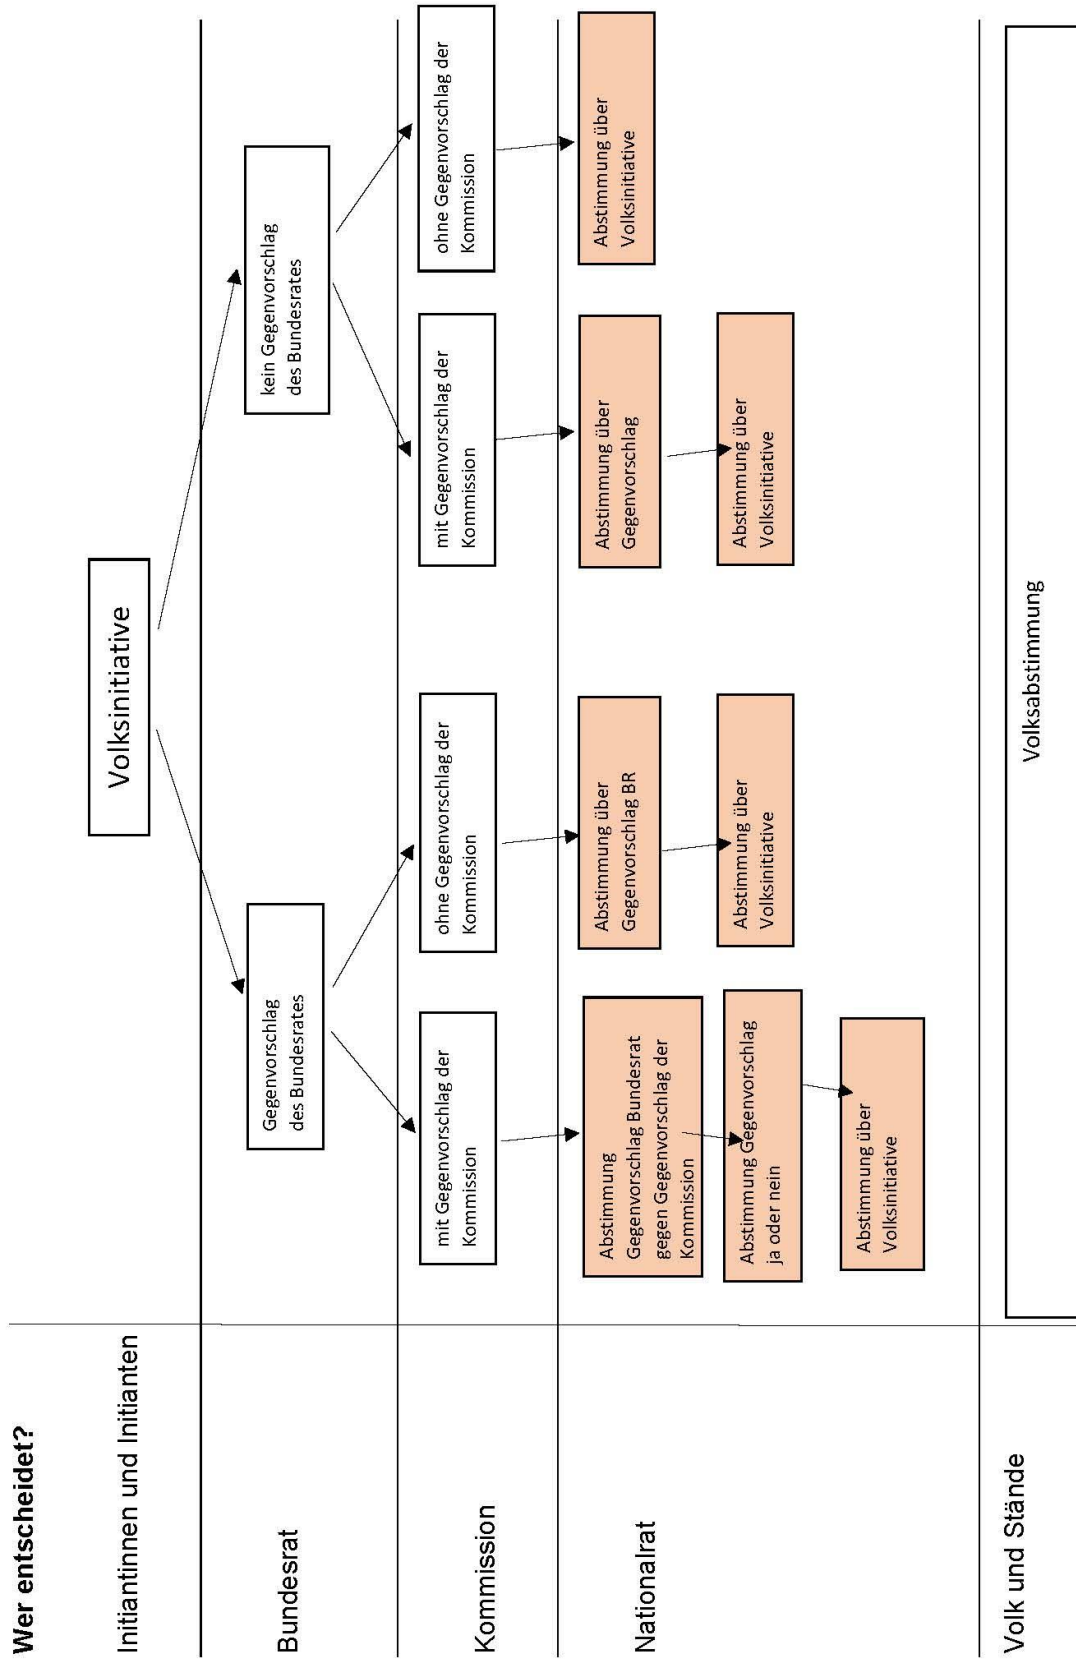 Wer entscheidet?
Initiantinnen und Initianten
Volksinitiative
Bundesrat
Gegenvorschlag
des Bundesrates
kein Gegenvorschlag
des Bundesrates
Kommission
mit Gegenvorschlag der
Kommission
ohne Gegenvorschlag der
Kommission
mit Gegenvorschlag der
Kommission
ohne Gegenvorschlag der
Kommission
Nationalrat
Abstimmung
Gegenvorschlag Bundesrat
gegen Gegenvorschlag der
Kommission
Abstimmung über
Gegenvorschlag BR
Abstimmung über
Gegenvorschlag
Abstimmung über
Volksinitiative
Abstimmung Gegenvorschlag
ja oder nein
Abstimmung über
Volksinitiative
Abstimmung über
Volksinitiative
Abstimmung über
Volksinitiative
Volk und Stände
Volksabstimmung